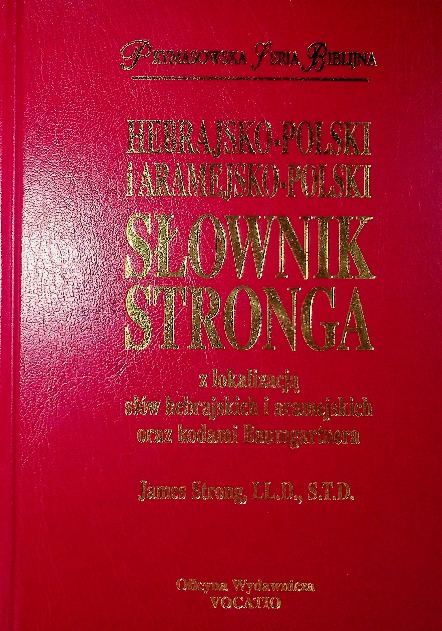 PRYMASOWSKA SERIA BIBLIJNA
HEBRAJSKO-POLSKI
i ARAMEJSKO-POLSKI
SŁOWNIK
STRONGA
z lokalizacją
słów hebrajskich i aramejskich
oraz kodami Baumgartnera
James Strong, LL.D., S.T.D.
Oficyna Wydawnicza
VOCATIO